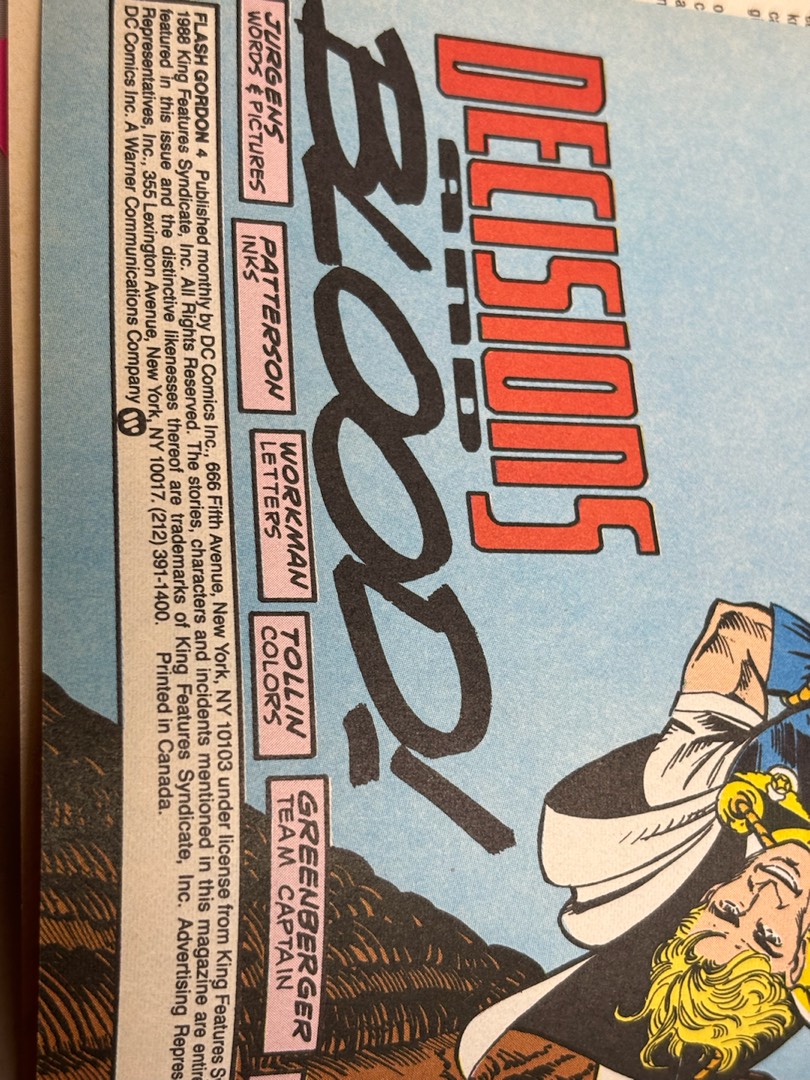 DECISIONS
AND
BLOOD!
JURGENS
WORDS & PICTURES
PATTERSON
INKS
WORKMAN
LETTERS
TOLLIN
COLORS
GREENBERGER
TEAM CAPTAIN
FLASH GORDON 4 Published monthly by DC Comics Inc., 666 Fifth Avenue, New York, NY 10103 under license from King Features
1988 King Features Syndicate, Inc. All Rights Reserved. The stories, characters and incidents mentioned in this magazine are
featured in this issue and the distinctive likenesses thereof are trademarks of King Features Syndicate, Inc. Advertising
Representatives, Inc., 355 Lexington Avenue, New York, NY 10017. (212) 391-1400. Printed in Canada.
DC Comics Inc. A Warner Communications Company